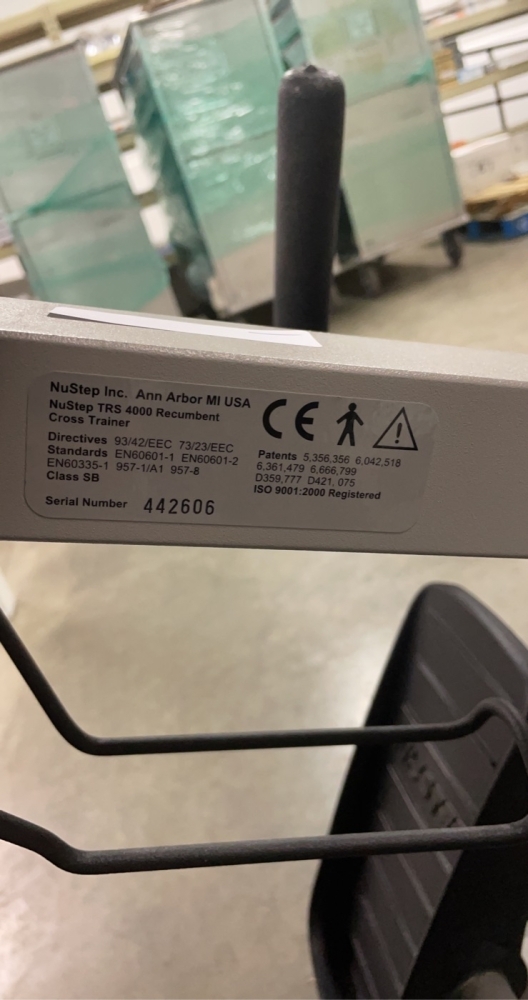 NuStep Inc. Ann Arbor MI USA
NuStep TRS 4000 Recumbent
Cross Trainer
Directives 93/42/EEC 73/23/EEC
Standards EN60601-1 EN60601-2
EN60335-1 957-1/A1 957-8
Class SB
Serial Number 442606
CE
Patents 5,356,356 6,042,518
6,361,479 6,666,799
D359,777 D421, 075
ISO 9001:2000 Registered